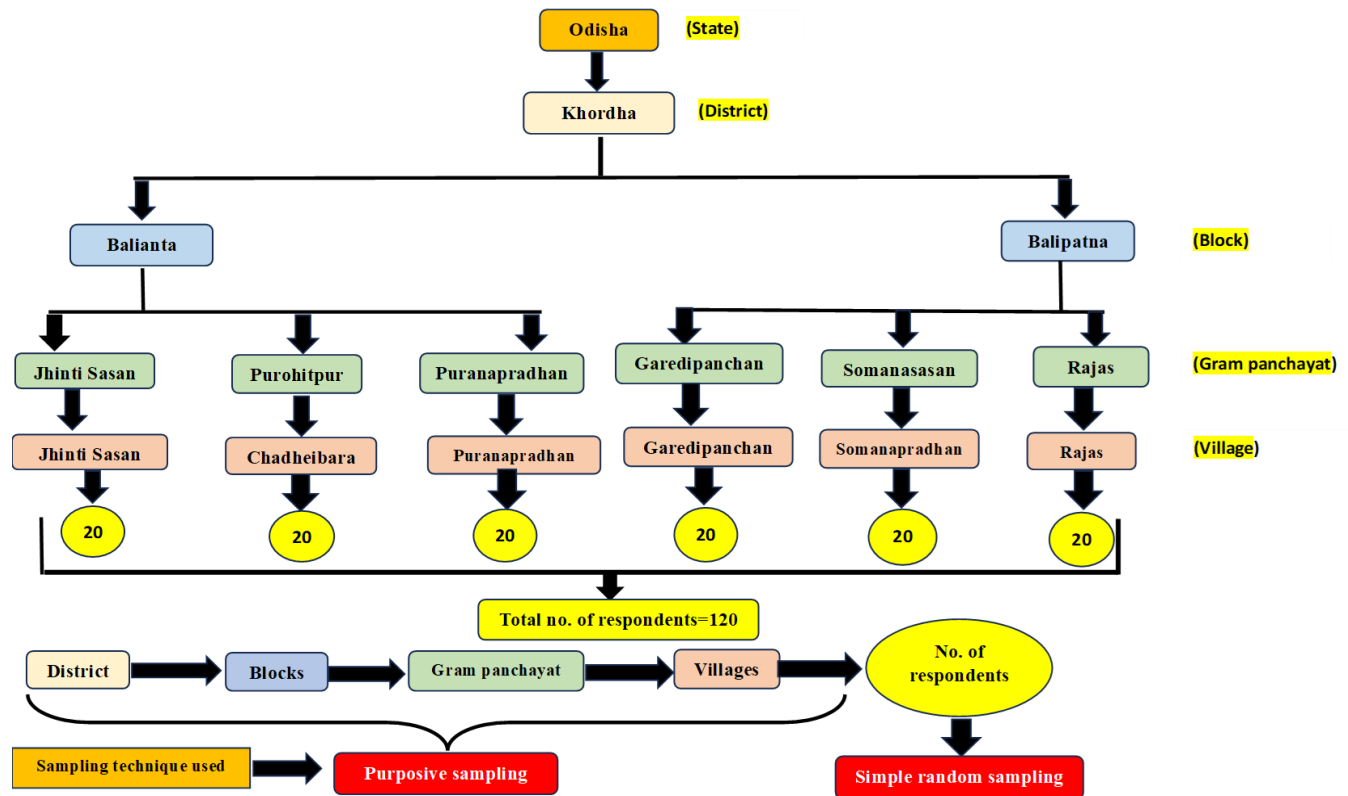 Odisha
(State)
Khordha
(District)
Balianta
Balipatna
(Block)
Jhinti Sasan
Purohitpur
Puranapradhan
Garedipanchan
Somanasasan
Rajas
(Gram panchayat)
Jhinti Sasan
Chadheibara
Puranapradhan
Garedipanchan
Somanapradhan
Rajas
(Village)
20
20
20
20
20
20
Total no. of respondents=120
District
Blocks
Gram panchayat
Villages
No. of
respondents
Sampling technique used
Purposive sampling
Simple random sampling